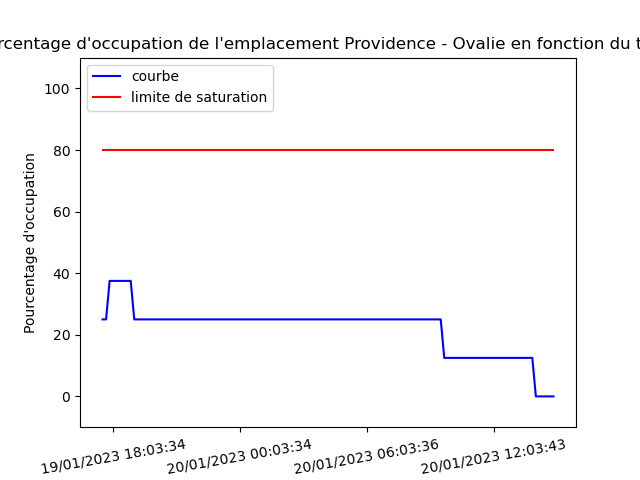 rcentage d'occupation de l'emplacement Providence - Ovalie en fonction du t
courbe
limite de saturation
Pourcentage d'occupation
100
80
60
40
20
0
19/01/2023 18:03:34
20/01/2023 00:03:34
20/01/2023 06:03:36
20/01/2023 12:03:43